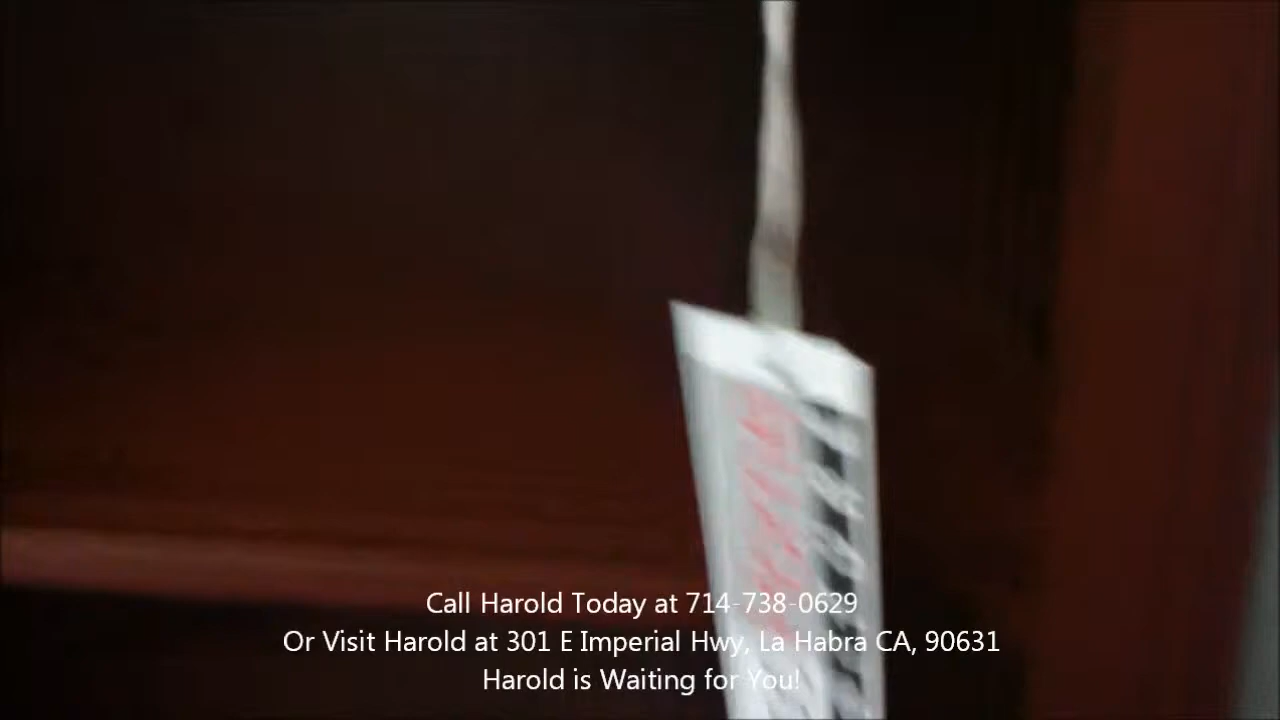 Call Harold Today at 714-738-0629
Or Visit Harold at 301 E Imperial Hwy, La Habra CA, 90631
Harold is Waiting for You!